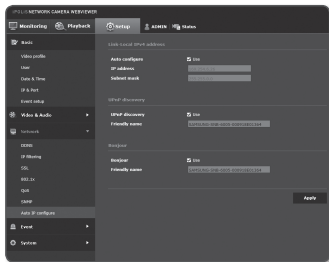 iPOLiS NETWORK CAMERA WEBVIEWER
Monitoring
Playback
Setup
ADMIN
Status
Basic
Video profile
User
Date & Time
IP & Port
Event setup
Video & Audio
Network
DDNS
IP filtering
SSL
802.1x
QoS
SNMP
Auto IP configure
Event
System
Link-Local IPv4 address
Auto configure
Use
IP address
Subnet mask
UPnP discovery
UPnP discovery
Use
Friendly name
Bonjour
Bonjour
Use
Friendly name
Apply